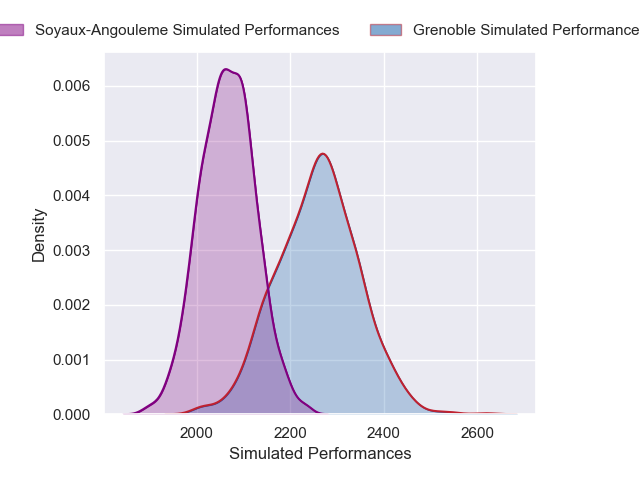 Soyaux-Angouleme Simulated Performances Grenoble Simulated Performance
0.006
0.005
0.004
0.003
0.002
0.001
0.000
Density
2000 2200 2400 2600
Simulated Performances